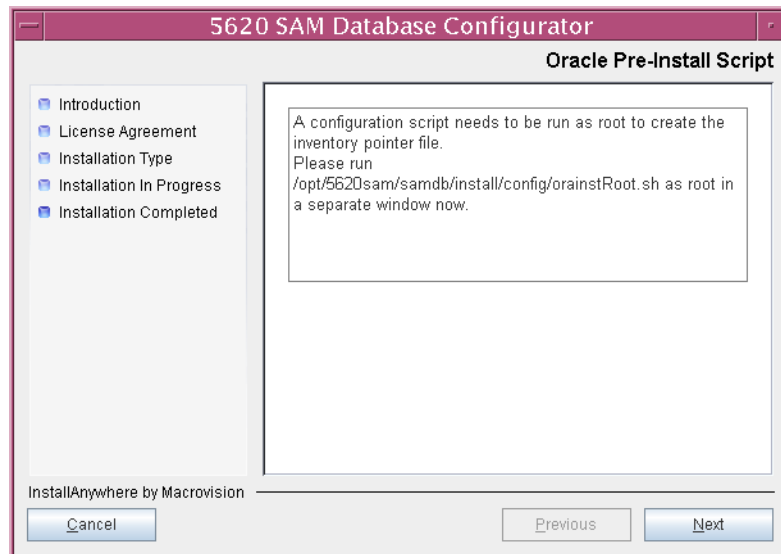 5620 SAM Database Configurator
Oracle Pre-Install Script
Introduction
License Agreement
Installation Type
Installation In Progress
Installation Completed
A configuration script needs to be run as root to create the
inventory pointer file.
Please run
/opt/5620sam/samdb/install/config/orainstRoot.sh as root in
a separate window now.
InstallAnywhere by Macrovision
Cancel
Previous
Next